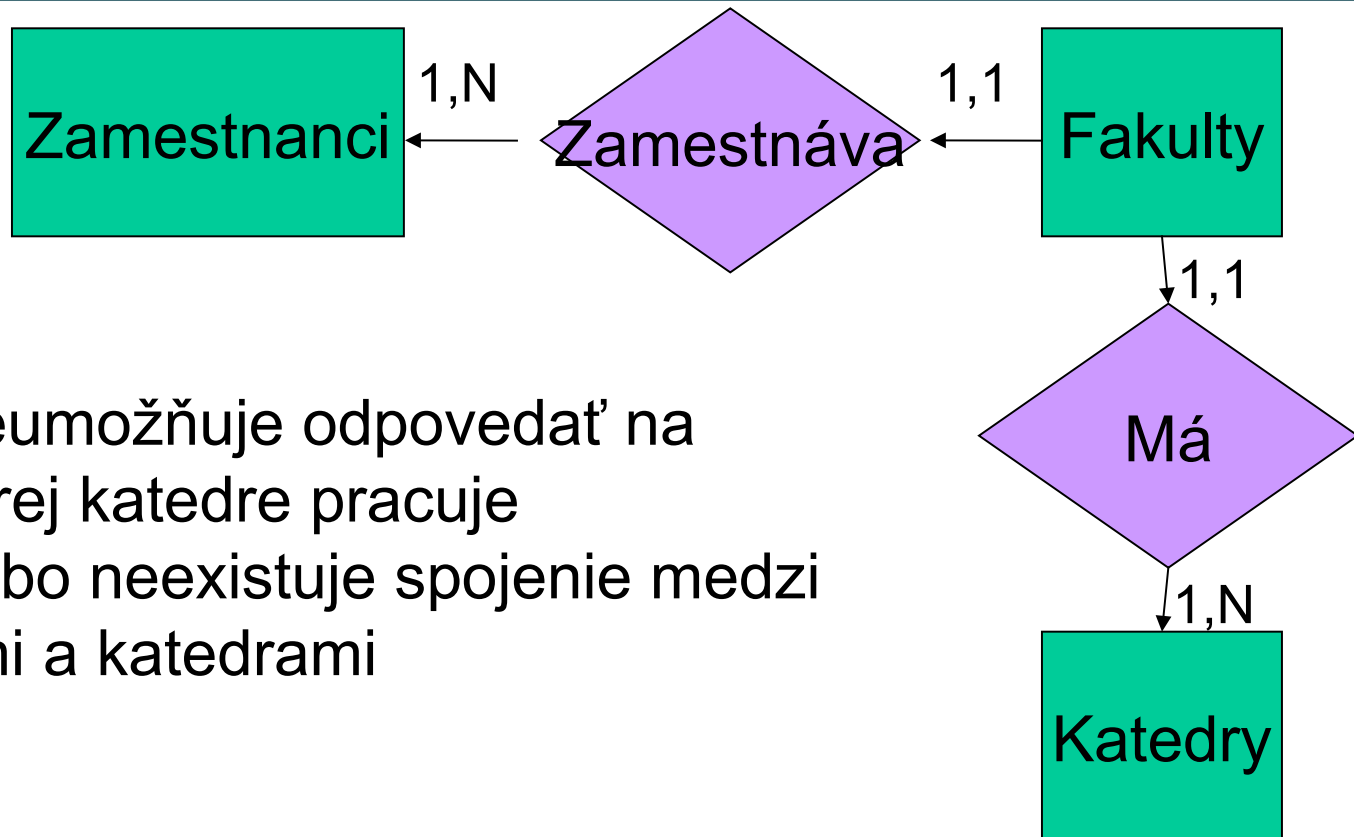 Zamestnanci
1,N
Zamestnáva
1,1
Fakulty
1,1
Má
eumožňuje odpovedať na
rej katedre pracuje
bo neexistuje spojenie medzi
ni a katedrami
1,N
Katedry